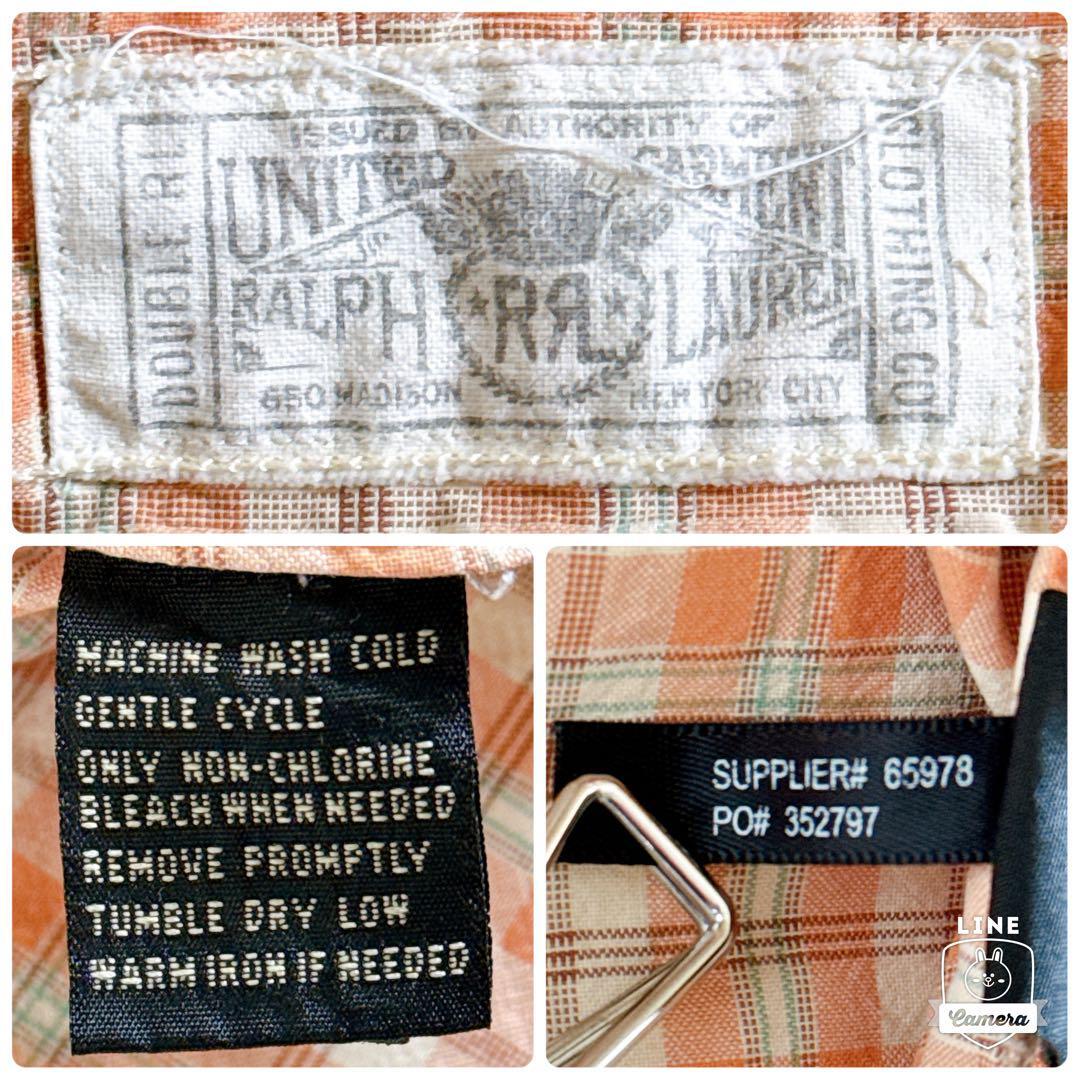 DOUBLE RL
ISSUED BY AUTHORITY OF
UNITED GARMENT
RALPH RR LAUREN
650 MADISON NEW YORK CITY
CLOTHING CO
MACHINE WASH COLD
GENTLE CYCLE
ONLY NON-CHLORINE
BLEACH WHEN NEEDED
REMOVE PROMPTLY
TUMBLE DRY LOW
WARM IRON IF NEEDED
SUPPLIER# 65978
PO# 352797
LINE
Camera